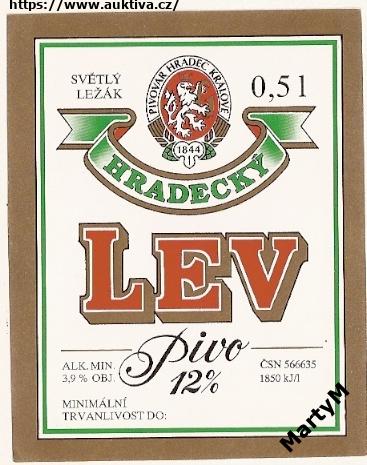 https://www.auktiva.cz/
SVĚTLÝ
LEŽÁK
PIVOVAR HRADEC KRÁLOVÉ
1844
0,5 l
HRADECKÝ
LEV
Pivo
12%
ALK. MIN.
3,9 % OBJ.
ČSN 566635
1850 kJ/l
MINIMÁLNÍ
TRVANLIVOST DO:
MartyM